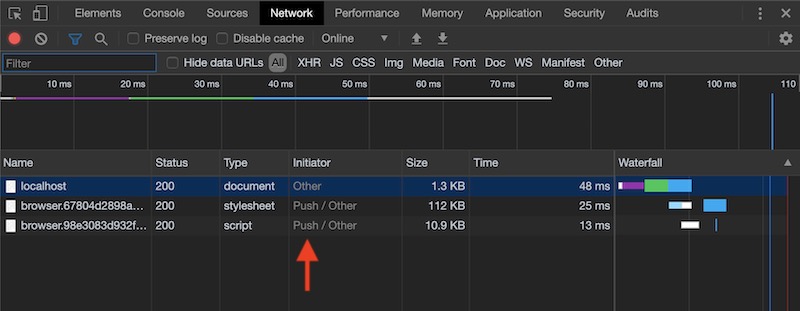 Elements Console Sources Network Performance Memory Application Security Audits
Preserve log Disable cache Online
Filter Hide data URLs All XHR JS CSS Img Media Font Doc WS Manifest Other
10 ms 20 ms 30 ms 40 ms 50 ms 60 ms 70 ms 80 ms 90 ms 100 ms 110
Name Status Type Initiator Size Time Waterfall
localhost 200 document Other 1.3 KB 48 ms
browser.67804d2898a… 200 stylesheet Push / Other 112 KB 25 ms
browser.98e3083d932f… 200 script Push / Other 10.9 KB 13 ms